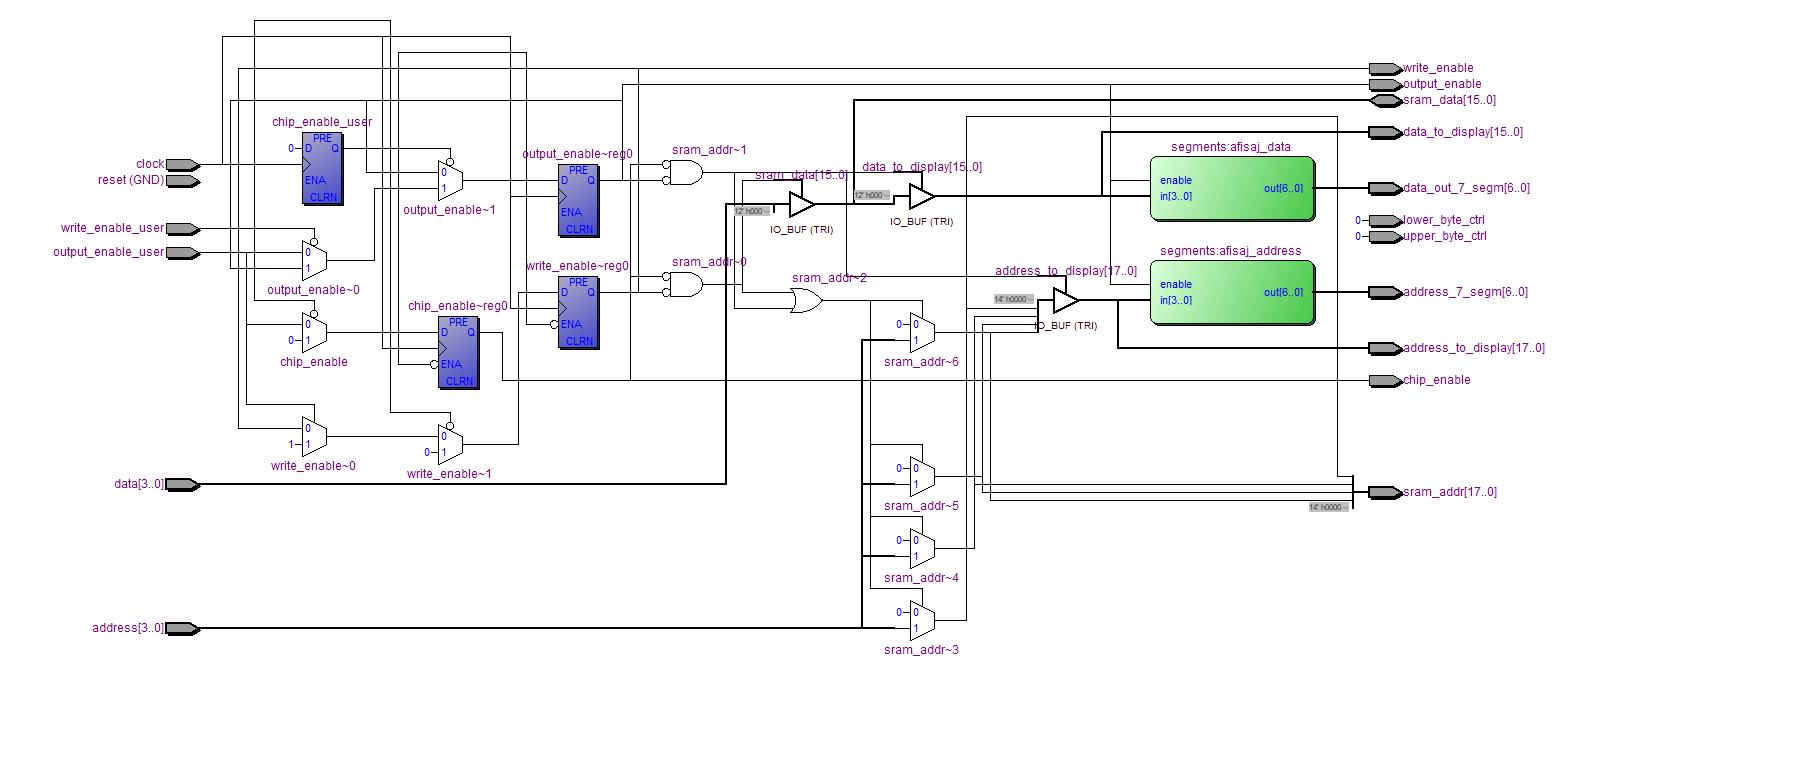 write_enable
output_enable
sram_data[15..0]
chip_enable_user
PRE
0 D Q
ENA
CLRN
data_to_display[15..0]
clock
reset (GND)
0
1
output_enable~1
output_enable~reg0
PRE
D Q
ENA
CLRN
sram_addr~1
sram_data[15..0]
12' h000 --
IO_BUF (TRI)
data_to_display[15..0]
12' h000 --
IO_BUF (TRI)
segments:afisaj_data
enable
in[3..0]
out[6..0]
data_out_7_segm[6..0]
0 lower_byte_ctrl
0 upper_byte_ctrl
write_enable_user
output_enable_user
0
1
output_enable~0
write_enable~reg0
PRE
D Q
ENA
CLRN
sram_addr~0
sram_addr~2
address_to_display[17..0]
14' h0000 --
IO_BUF (TRI)
segments:afisaj_address
enable
in[3..0]
out[6..0]
address_7_segm[6..0]
0
0 1
chip_enable
chip_enable~reg0
PRE
D Q
ENA
CLRN
0 0
1
sram_addr~6
address_to_display[17..0]
chip_enable
0
1 1
write_enable~0
0
0 1
write_enable~1
data[3..0]
0 0
1
sram_addr~5
sram_addr[17..0]
14' h0000 --
0 0
1
sram_addr~4
address[3..0]
0 0
1
sram_addr~3